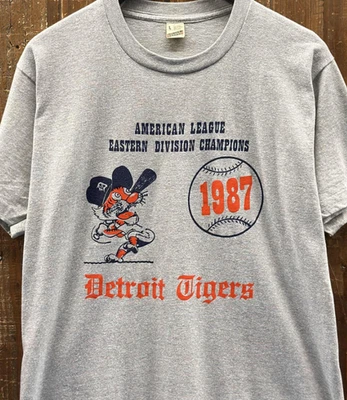 AMERICAN LEAGUE
EASTERN DIVISION CHAMPIONS
1987
Detroit Tigers